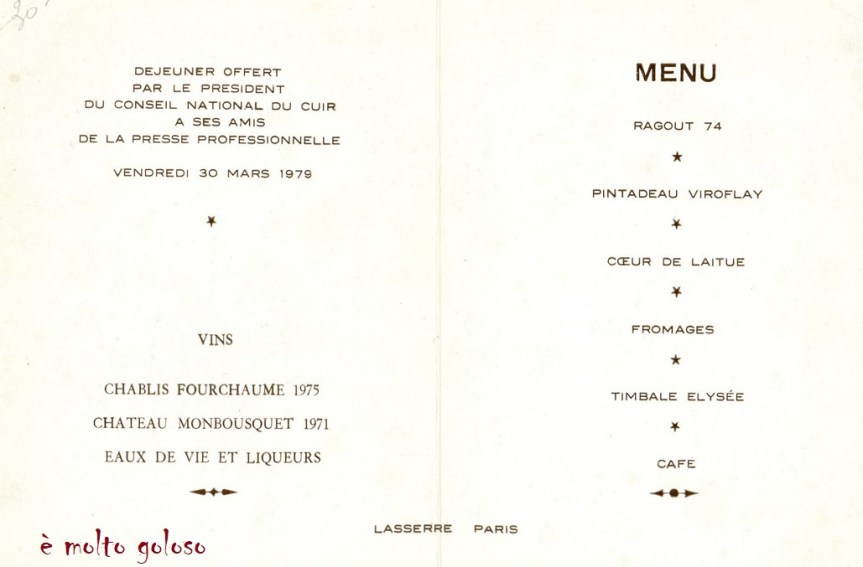 20
DEJEUNER OFFERT
PAR LE PRESIDENT
DU CONSEIL NATIONAL DU CUIR
A SES AMIS
DE LA PRESSE PROFESSIONNELLE
VENDREDI 30 MARS 1979
VINS
CHABLIS FOURCHAUME 1975
CHATEAU MONBOUSQUET 1971
EAUX DE VIE ET LIQUEURS
MENU
RAGOUT 74
PINTADEAU VIROFLAY
CŒUR DE LAITUE
FROMAGES
TIMBALE ELYSÉE
CAFE
LASSERRE PARIS
è molto goloso